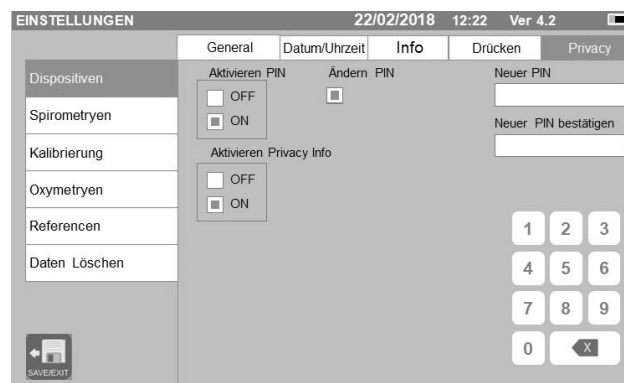 EINSTELLUNGEN 22/02/2018 12:22 Ver 4.2
General Datum/Uhrzeit Info Drücken Privacy
Dispositiven
Spirometryen
Kalibrierung
Oxymetryen
Referencen
Daten Löschen
Aktivieren PIN Ändern PIN
OFF
ON
Aktivieren Privacy Info
OFF
ON
Neuer PIN
Neuer PIN bestätigen
1 2 3
4 5 6
7 8 9
0 X
SAVE/EXIT